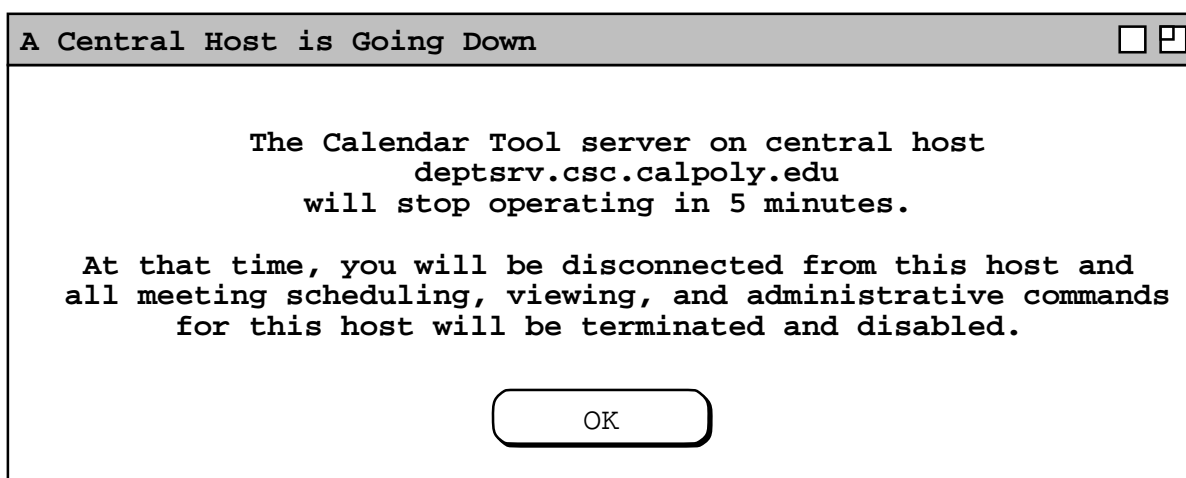 A Central Host is Going Down
The Calendar Tool server on central host
deptsrv.csc.calpoly.edu
will stop operating in 5 minutes.
At that time, you will be disconnected from this host and
all meeting scheduling, viewing, and administrative commands
for this host will be terminated and disabled.
OK